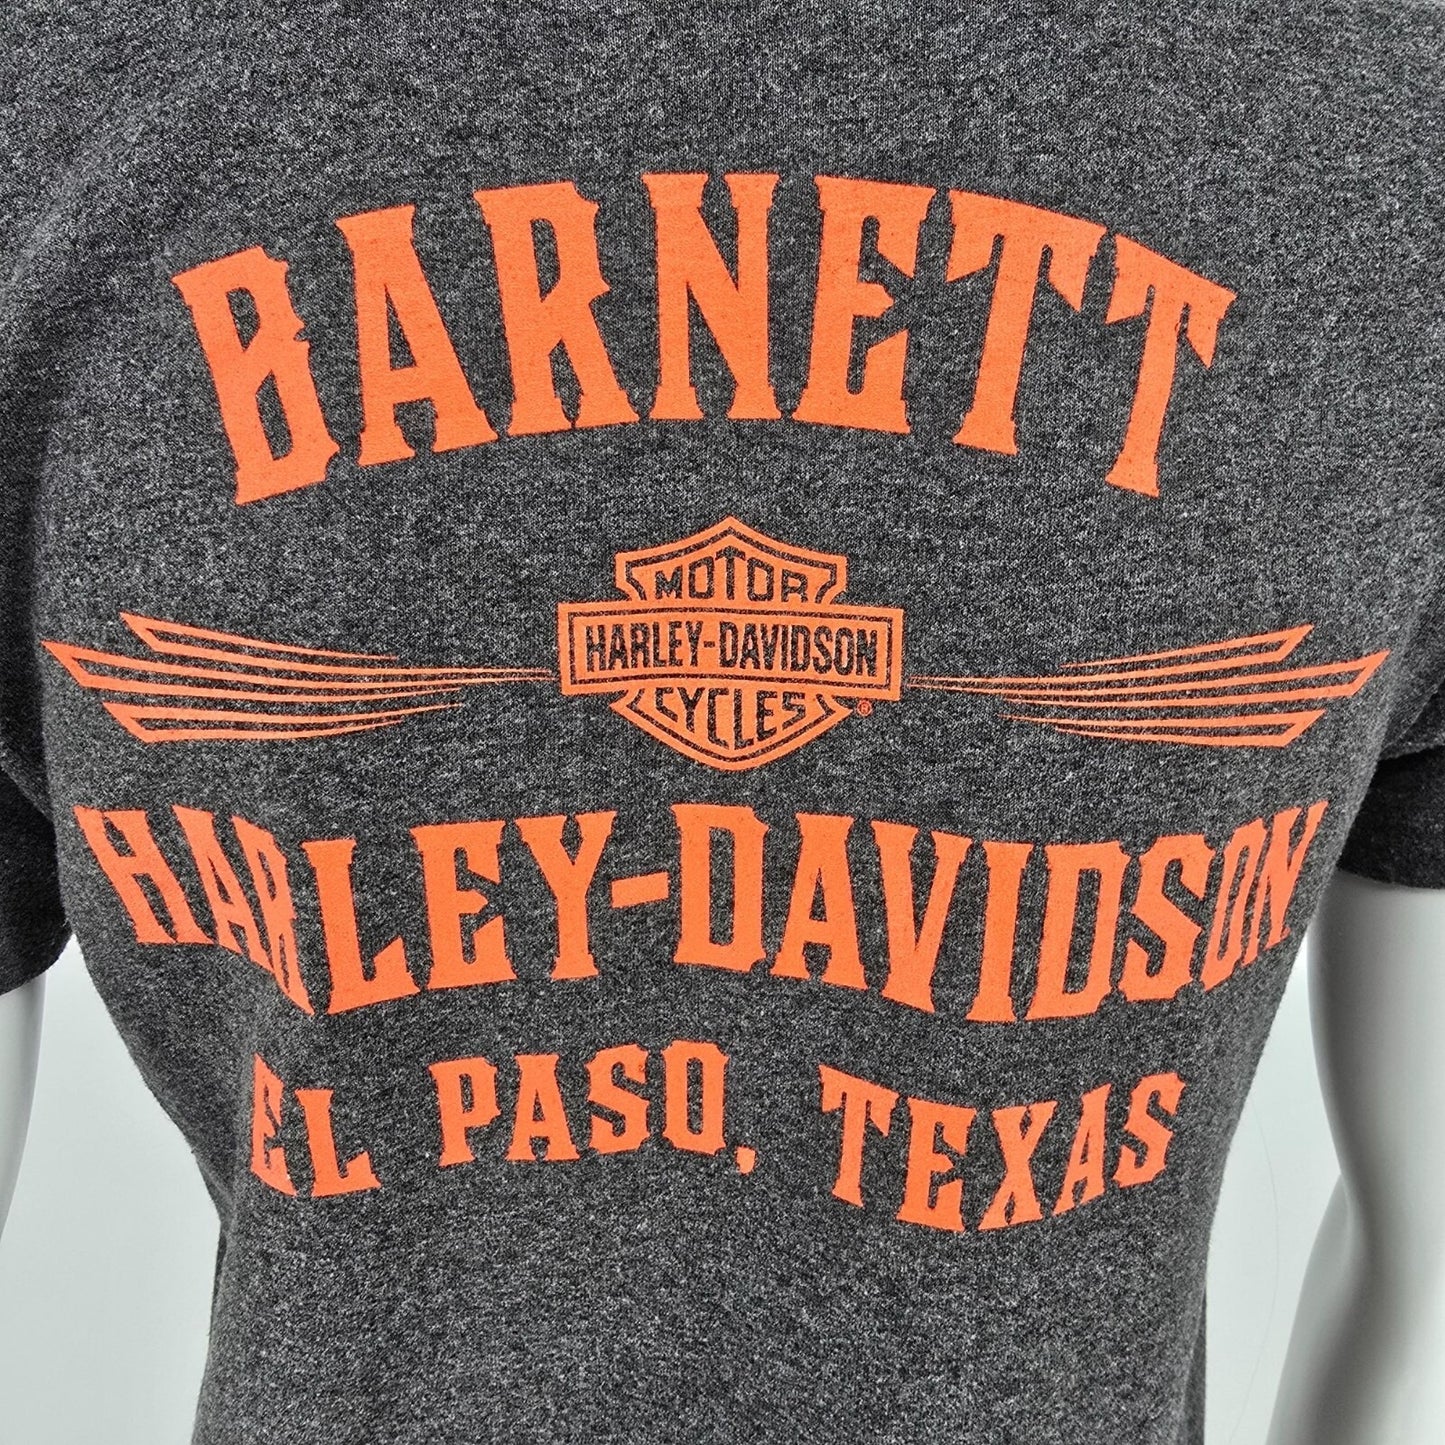 BARNETT
MOTOR
HARLEY-DAVIDSON
CYCLES
®
HARLEY-DAVIDSON
EL PASO, TEXAS